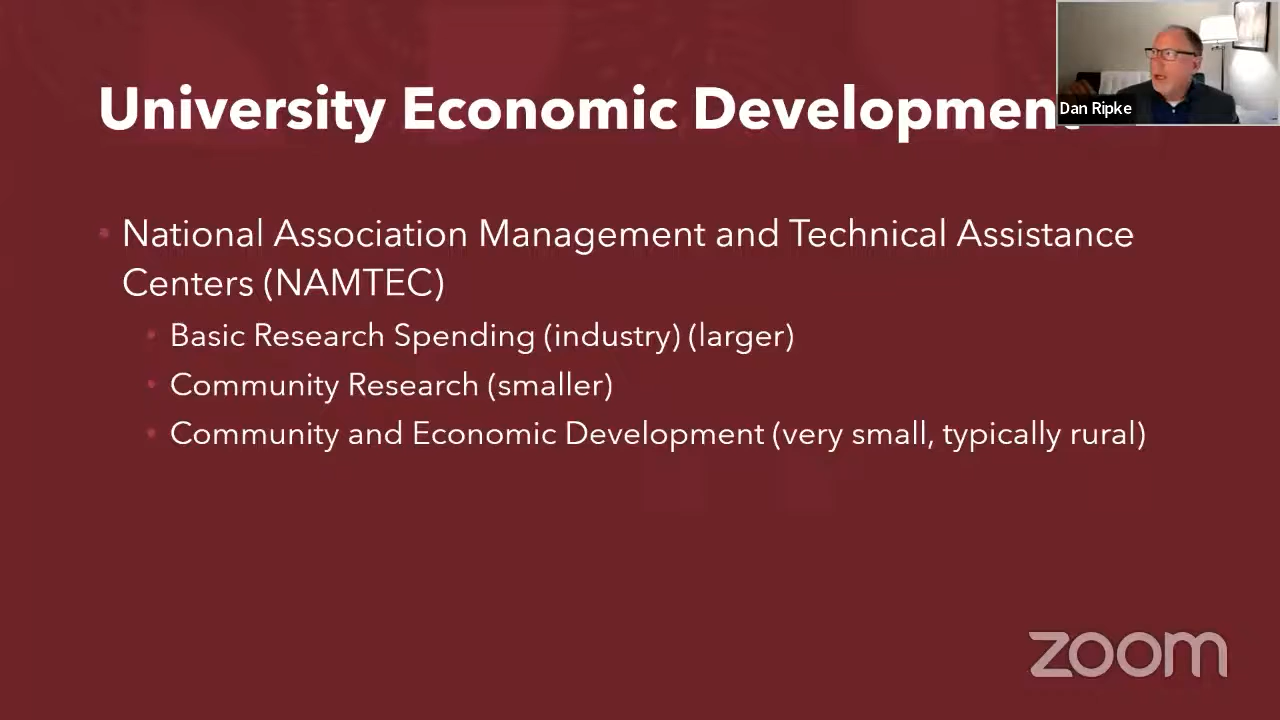 University Economic Development
Dan Ripke
• National Association Management and Technical Assistance
Centers (NAMTEC)
• Basic Research Spending (industry) (larger)
• Community Research (smaller)
• Community and Economic Development (very small, typically rural)
zoom